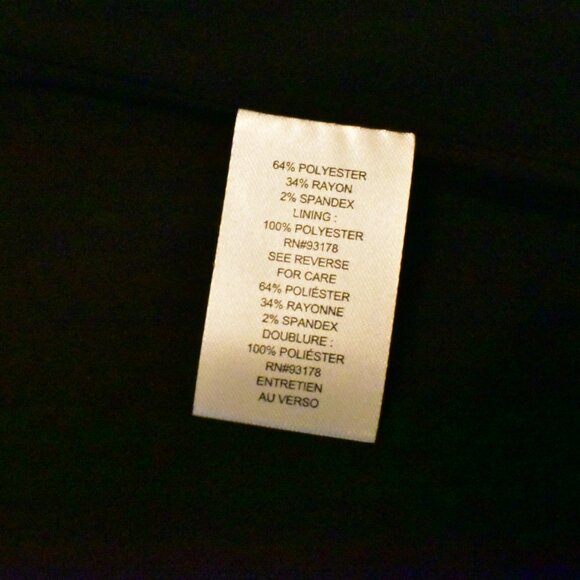 64% POLYESTER
34% RAYON
2% SPANDEX
LINING :
100% POLYESTER
RN#93178
SEE REVERSE
FOR CARE
64% POLIÉSTER
34% RAYONNE
2% SPANDEX
DOUBLURE :
100% POLIÉSTER
RN#93178
ENTRETIEN
AU VERSO